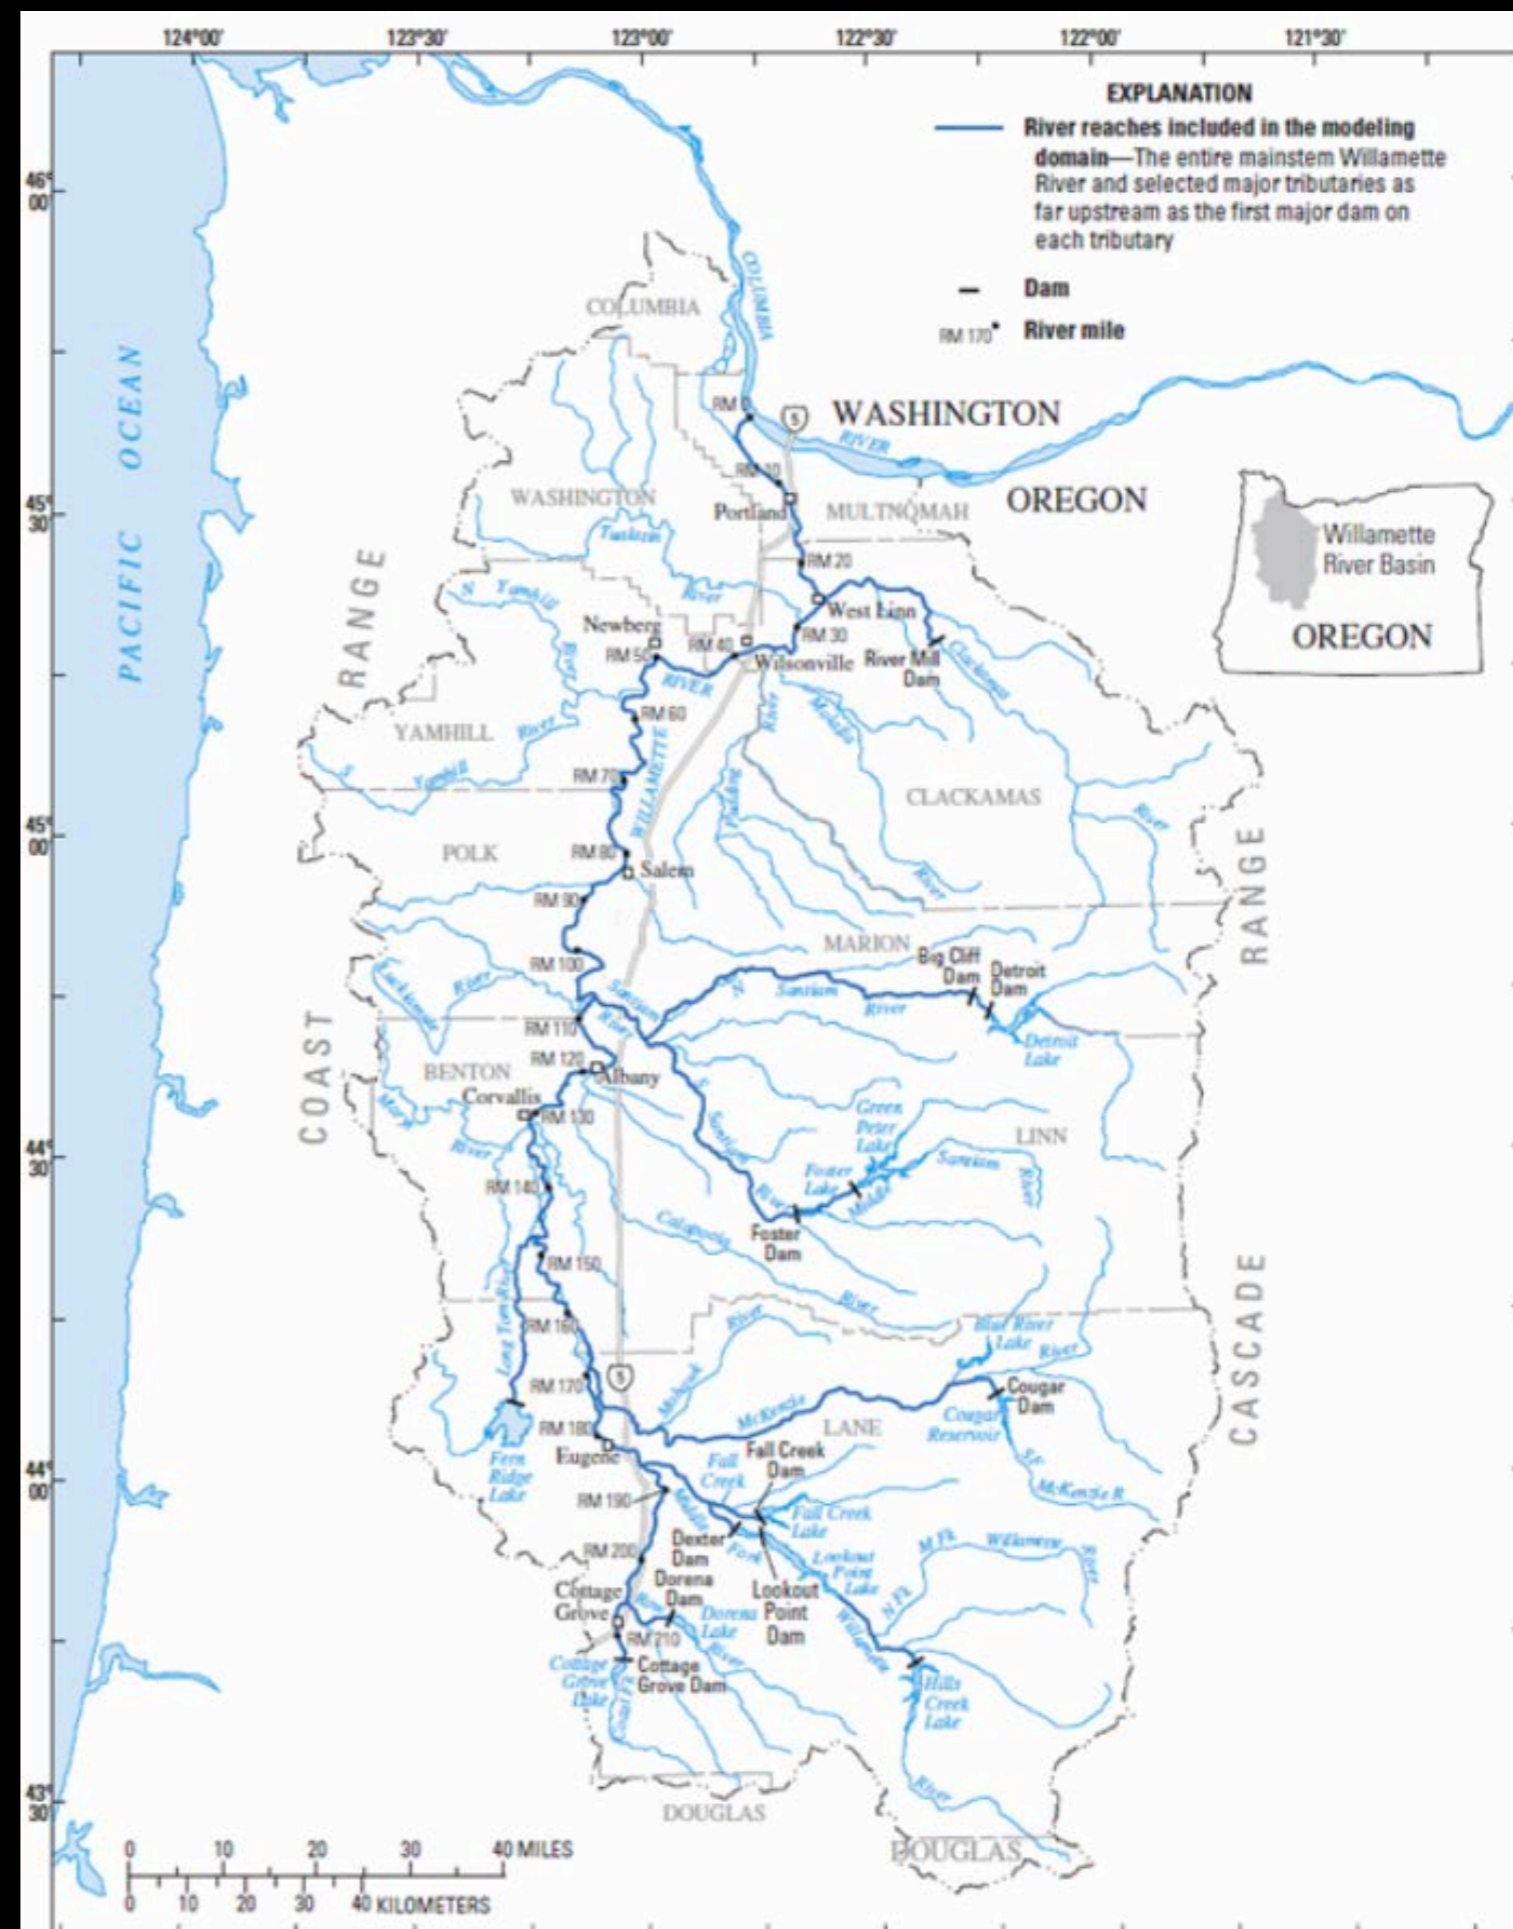 124°00'
123°30'
123°00'
122°30'
122°00'
121°30'
EXPLANATION
River reaches included in the modeling
domain—The entire mainstem Willamette
River and selected major tributaries as
far upstream as the first major dam on
each tributary
Dam
RM 170
River mile
46°
00'
COLUMBIA
COLUMBIA
RM 0
5
WASHINGTON
RIVER
RM 10
OREGON
45°
30'
WASHINGTON
Portland
MULTNOMAH
Tualatin
River
RM 20
Willamette
River Basin
OREGON
PACIFIC OCEAN
COAST RANGE
N. Yamhill
River
Newberg
West Linn
RM 30
RM 40
RM 50
Wilsonville
River Mill
Dam
Clackamas
RIVER
RM 60
River
Molalla
YAMHILL
River
S. Yamhill
RM 70
WILLAMETTE
Pudding
CLACKAMAS
River
45°
00'
POLK
RM 80
Salem
River
RM 90
CASCADE RANGE
MARION
Big Cliff
Dam
Detroit
Dam
RM 100
Luckiamute
River
Santiam
River
N. Santiam
River
Detroit
Lake
RM 110
RM 120
Albany
BENTON
Corvallis
RM 130
Marys
River
S. Santiam
River
Green
Peter
Lake
LINN
Foster
Lake
Middle
Santiam
River
44°
30'
RM 140
Foster
Dam
Calapooia
River
RM 150
Long Tom River
RM 160
River
Mohawk
Blue River
Lake
River
5
RM 170
McKenzie
LANE
Cougar
Dam
Cougar
Reservoir
RM 180
Eugene
Fall Creek
Dam
Fall
Creek
S.F.
McKenzie R
44°
00'
Fern
Ridge
Lake
RM 190
Middle
Fork
Fall Creek
Lake
Dexter
Dam
RM 200
Lookout
Point
Lake
N Fk
M Fk
Willamette
River
Dorena
Dam
Cottage
Grove
Row
River
Dorena
Lake
Lookout
Point
Dam
Willamette
RM 210
Cottage
Grove
Lake
Cottage
Grove Dam
Coast Fk
Hills
Creek
Lake
River
43°
30'
DOUGLAS
DOUGLAS
0 10 20 30 40 MILES
0 10 20 30 40 KILOMETERS